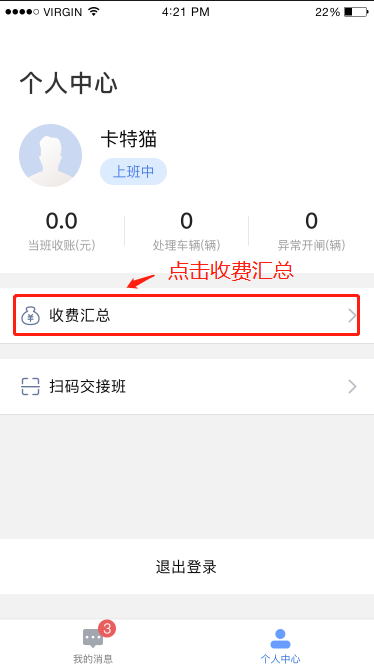 VIRGIN 4:21 PM 22%
个人中心
卡特猫
上班中
0.0 0 0
当班收账(元) 处理车辆(辆) 异常开闸(辆)
点击收费汇总
收费汇总
扫码交接班
退出登录
3
我的消息 个人中心